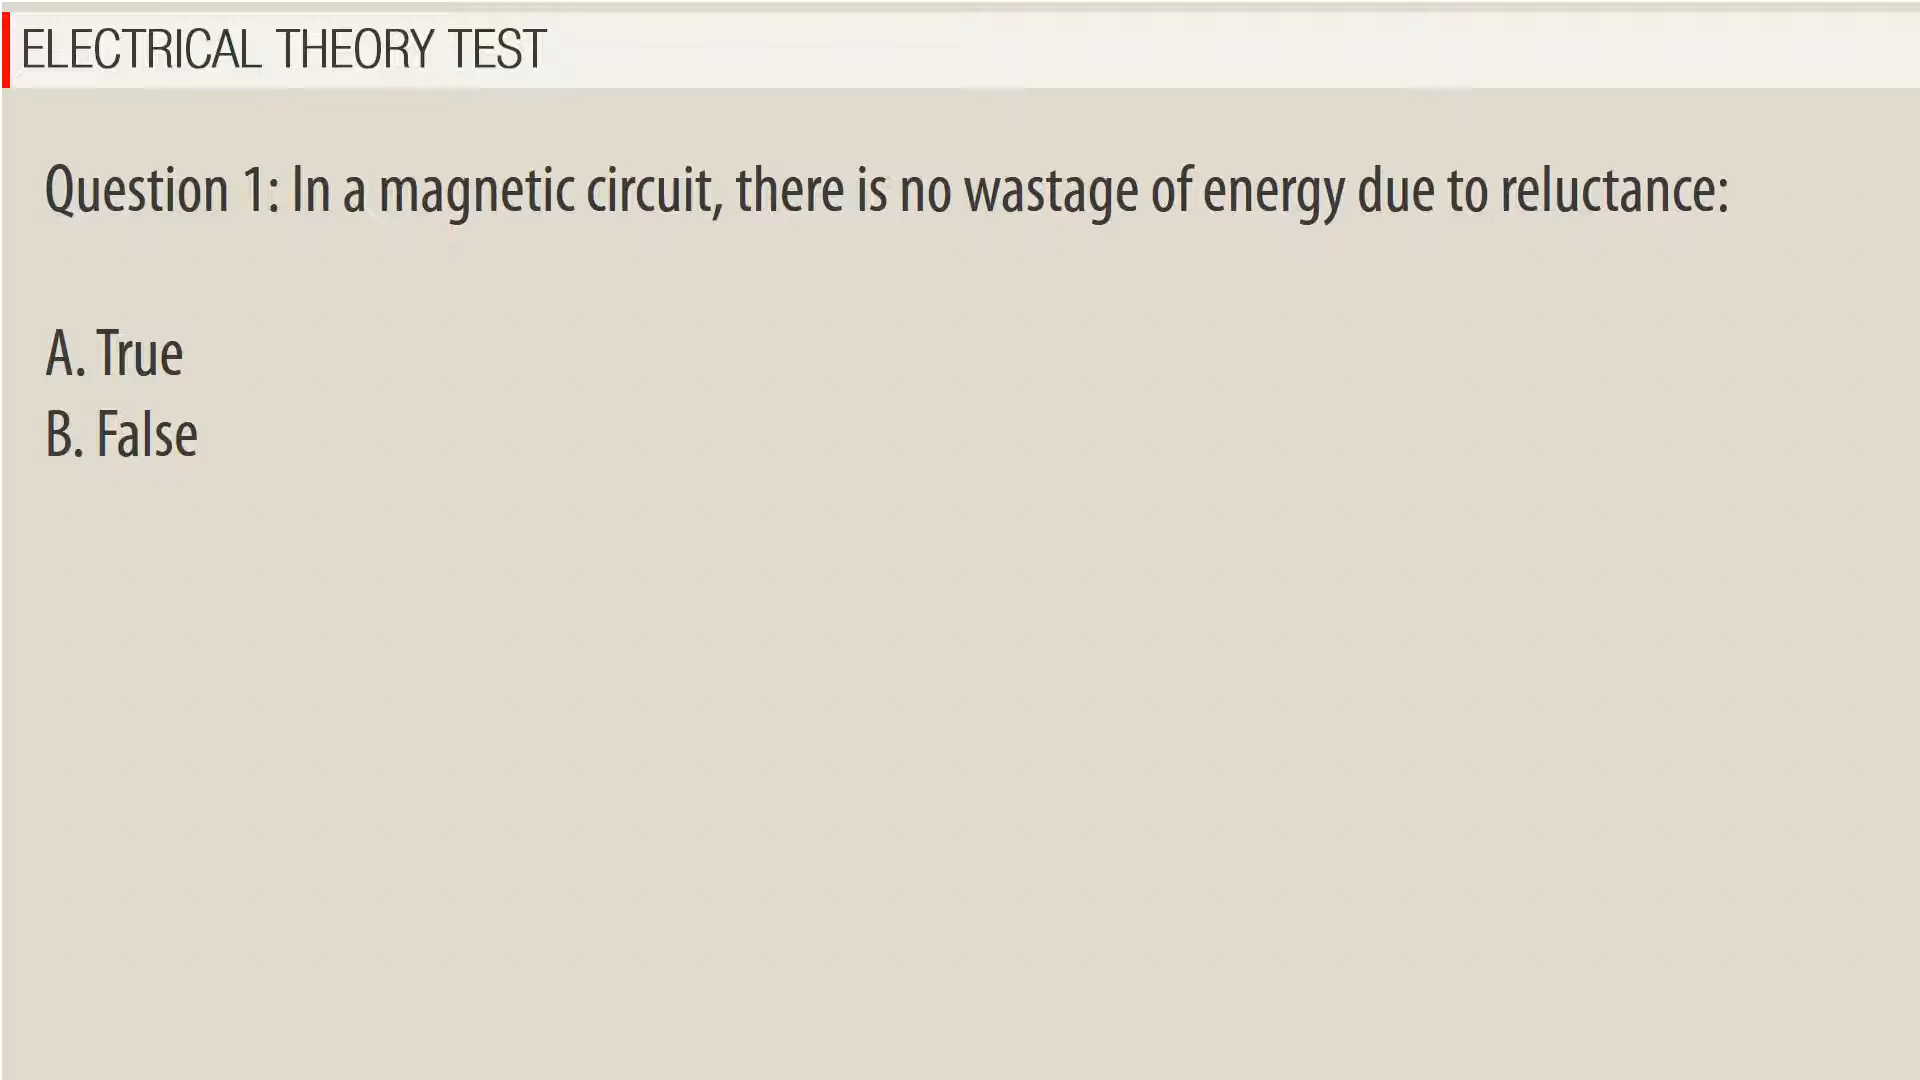 ELECTRICAL THEORY TEST
Question 1: In a magnetic circuit, there is no wastage of energy due to reluctance:
A. True
B. False